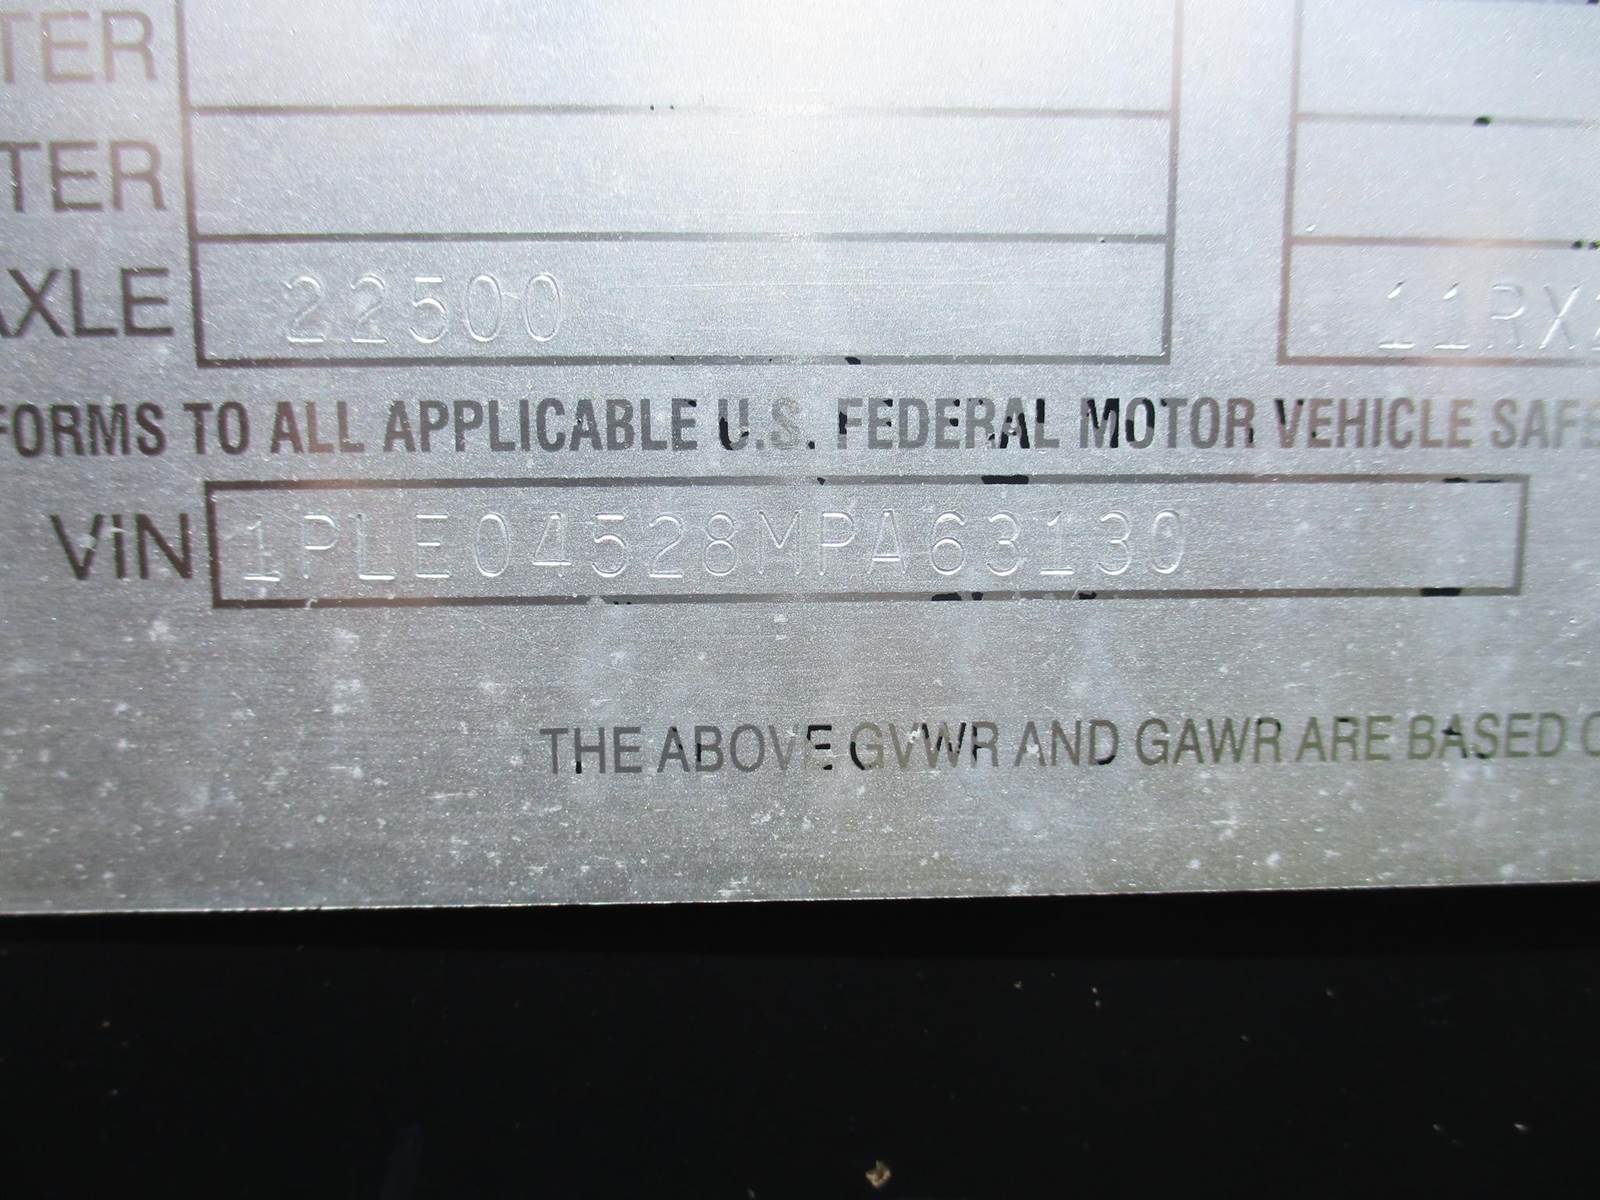 TER
TER
AXLE 22500 11RX
FORMS TO ALL APPLICABLE U.S. FEDERAL MOTOR VEHICLE SAFE
VIN 1PLE04528MPA63130
THE ABOVE GVWR AND GAWR ARE BASED O